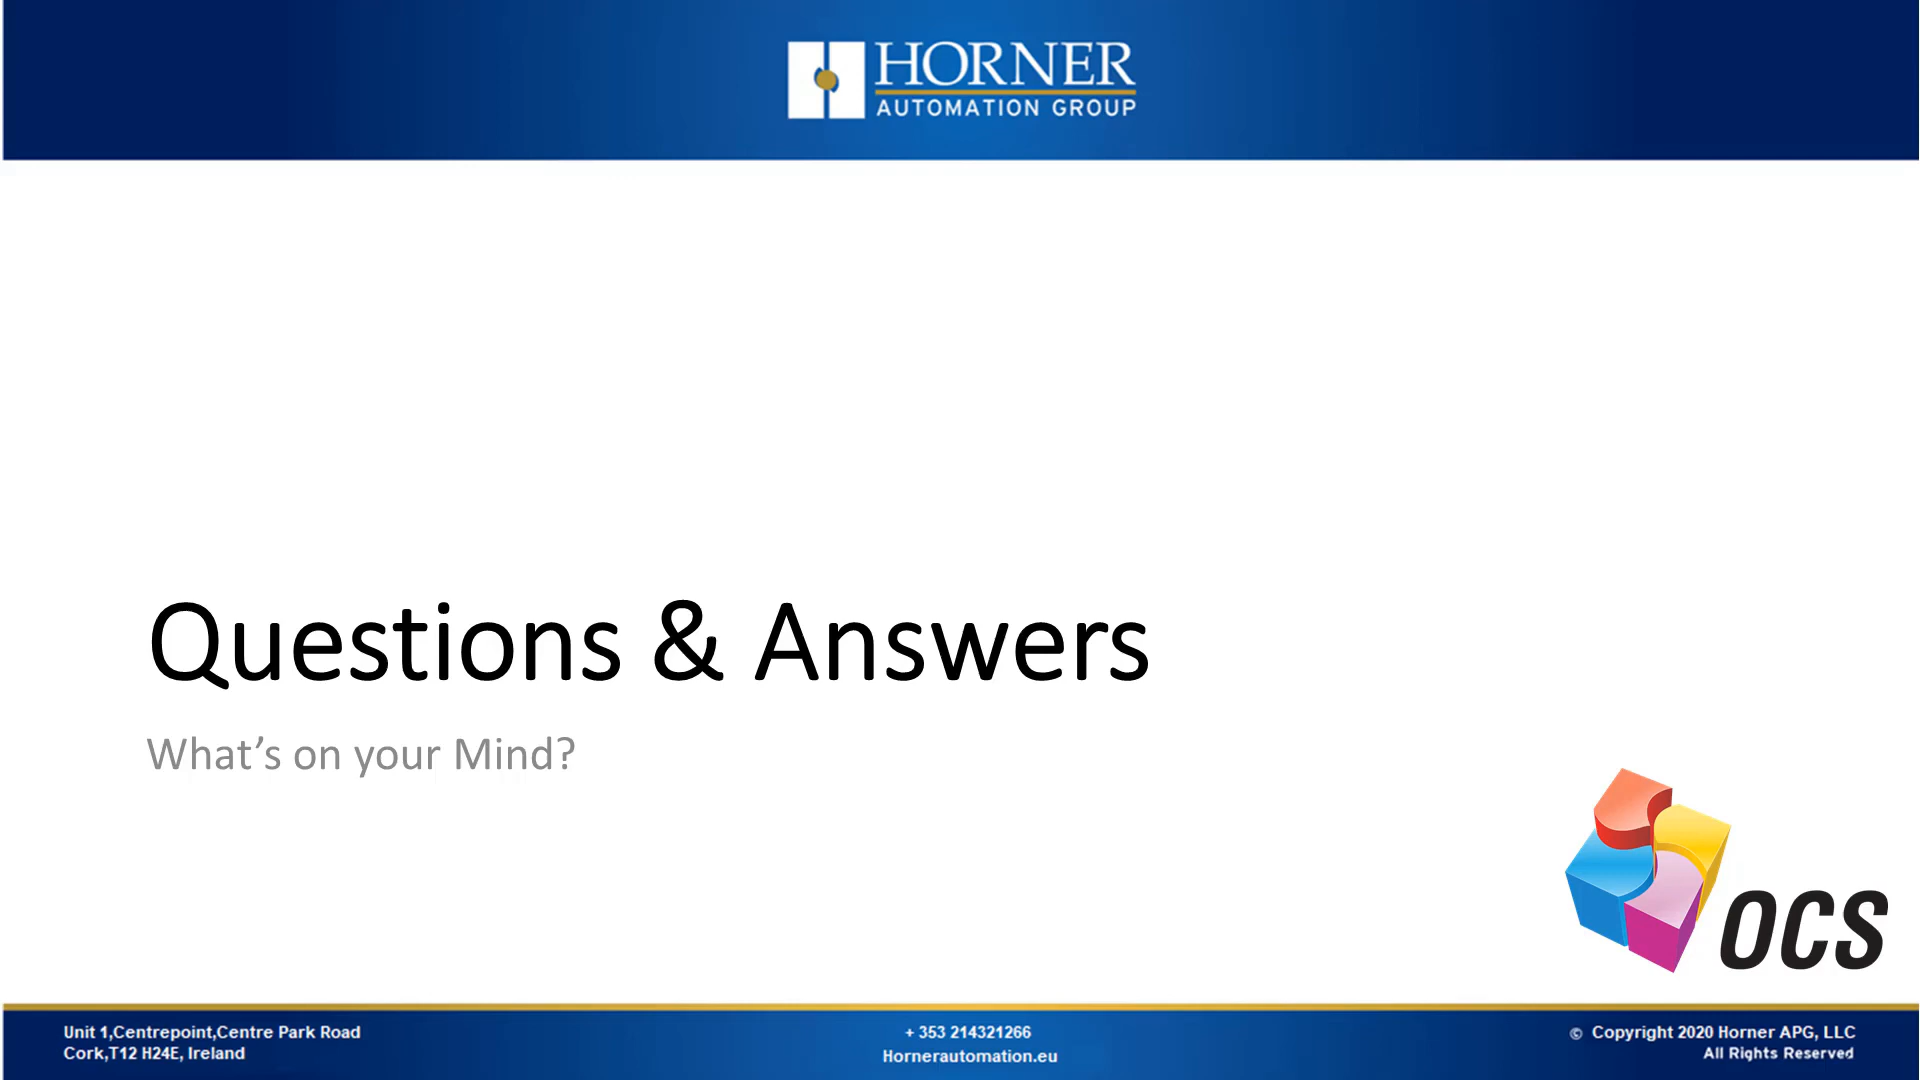 HORNER
AUTOMATION GROUP
Questions & Answers
What’s on your Mind?
OCS
Unit 1,Centrepoint,Centre Park Road
Cork,T12 H24E, Ireland
+ 353 214321266
Hornerautomation.eu
© Copyright 2020 Horner APG, LLC
All Rights Reserved